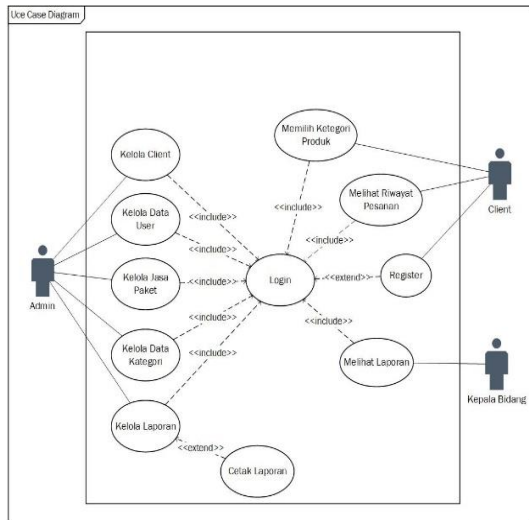 Uce Case Diagram
Memilih Ketegori
Produk
Kelola Client
<<include>>
Melihat Riwayat
Pesanan
Client
Kelola Data
User
<<include>>
<<include>>
<<include>>
Kelola Jasa
Paket
<<include>>
Login
<<extend>>
Register
Admin
<<include>>
<<include>>
Kelola Data
Kategori
<<include>>
Melihat Laporan
Kepala Bidang
Kelola Laporan
<<extend>>
Cetak Laporan